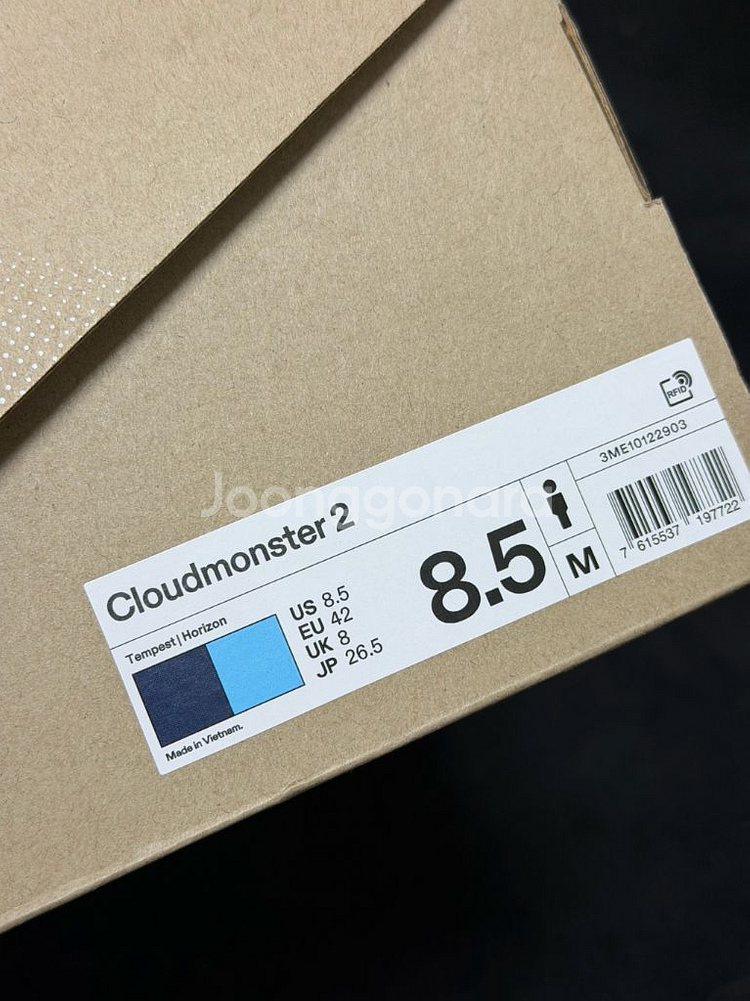 RFID
3ME10122903
Joonggonara
Cloudmonster 2
Tempest | Horizon
US 8.5
EU 42
UK 8
JP 26.5
8.5
M
7 615537 197722
Made in Vietnam.